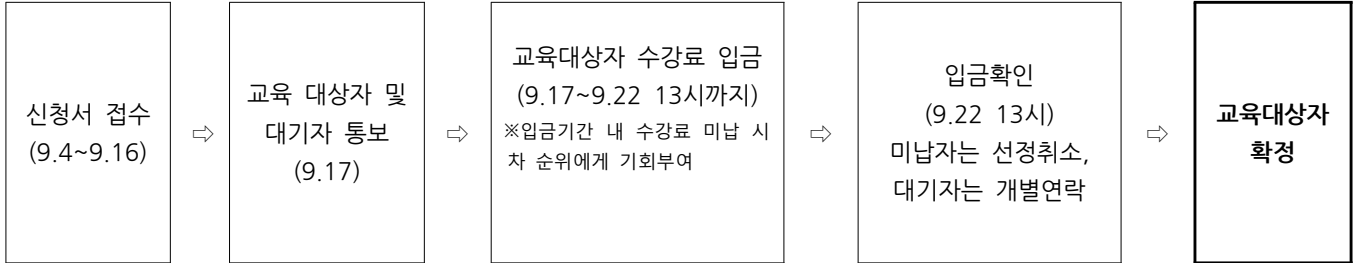 신청서 접수
(9.4~9.16)
⇨
교육 대상자 및
대기자 통보
(9.17)
⇨
교육대상자 수강료 입금
(9.17~9.22 13시까지)
※입금기간 내 수강료 미납 시
차 순위에게 기회부여
⇨
입금확인
(9.22 13시)
미납자는 선정취소,
대기자는 개별연락
⇨
교육대상자
확정